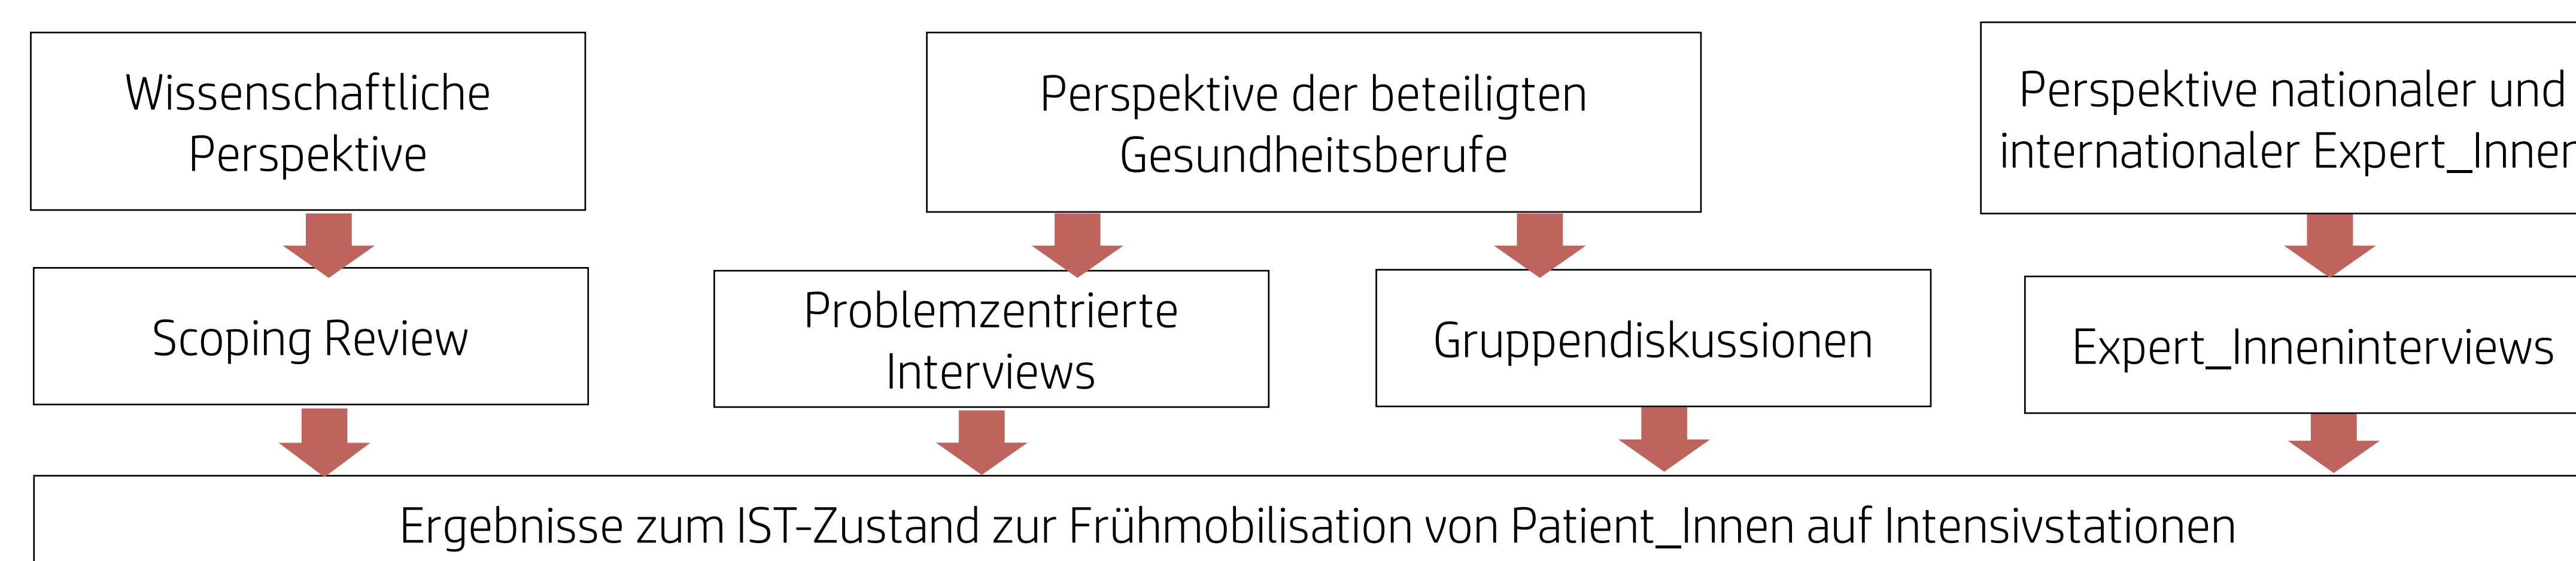 Wissenschaftliche
Perspektive
Perspektive der beteiligten
Gesundheitsberufe
Perspektive nationaler und
internationaler Expert_Innen
Scoping Review
Problemzentrierte
Interviews
Gruppendiskussionen
Expert_Inneninterviews
Ergebnisse zum IST-Zustand zur Frühmobilisation von Patient_Innen auf Intensivstationen